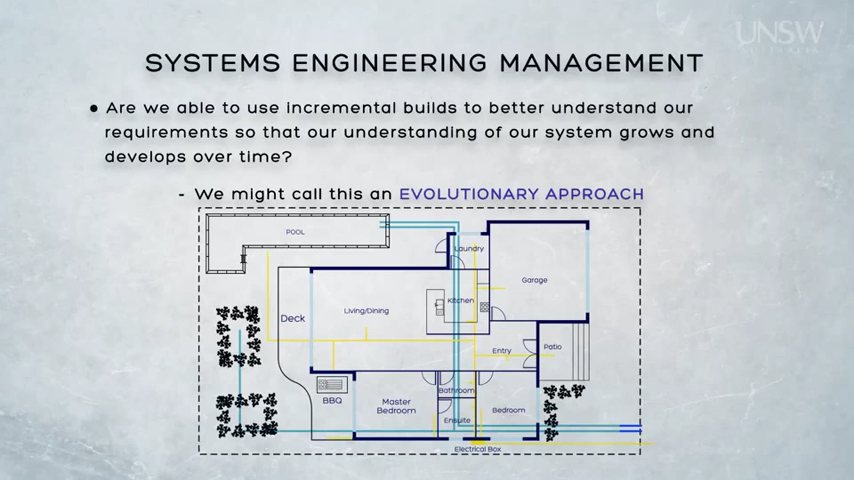 UNSW
AUSTRALIA
SYSTEMS ENGINEERING MANAGEMENT
• Are we able to use incremental builds to better understand our
requirements so that our understanding of our system grows and
develops over time?
- We might call this an EVOLUTIONARY APPROACH
POOL
Laundry
Garage
Kitchen
Living/Dining
Deck
Entry
Patio
Bathroom
BBQ
Master
Bedroom
Bedroom
Ensuite
Electrical Box